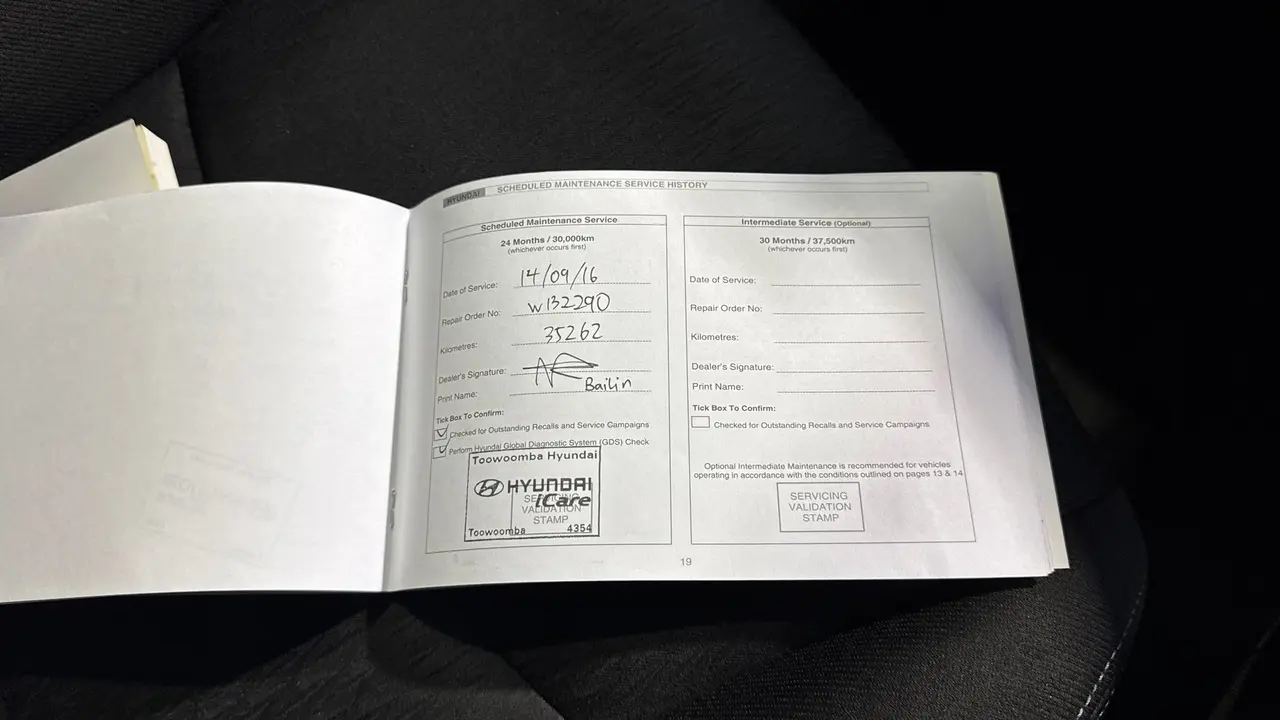 HYUNDAI SCHEDULED MAINTENANCE SERVICE HISTORY
Scheduled Maintenance Service
24 Months / 30,000km
(whichever occurs first)
Date of Service: 14/09/16
Repair Order No: W132290
Kilometres: 35262
Dealer's Signature:
Print Name: Bailin
Tick Box To Confirm:
Checked for Outstanding Recalls and Service Campaigns
Perform Hyundai Global Diagnostic System (GDS) Check
Toowoomba Hyundai
HYUNDAI
iCare
SERVICING
VALIDATION
STAMP
Toowoomba 4354
Intermediate Service (Optional)
30 Months / 37,500km
(whichever occurs first)
Date of Service:
Repair Order No:
Kilometres:
Dealer's Signature:
Print Name:
Tick Box To Confirm:
Checked for Outstanding Recalls and Service Campaigns
Optional Intermediate Maintenance is recommended for vehicles
operating in accordance with the conditions outlined on pages 13 & 14
SERVICING
VALIDATION
STAMP
19